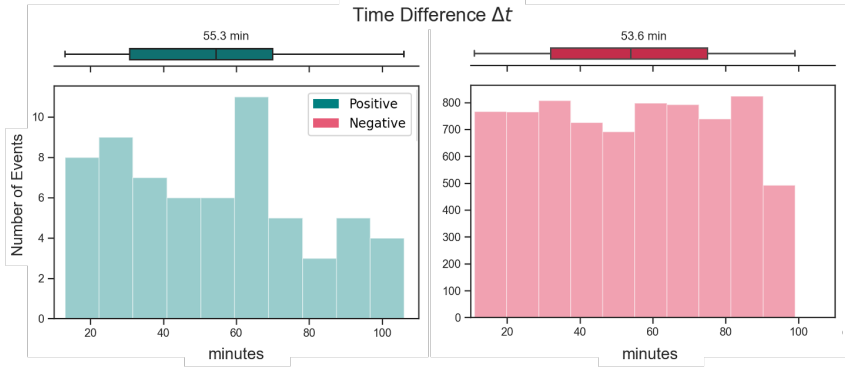 Time Difference Δt
55.3 min
53.6 min
Positive
Negative
Number of Events
10
8
6
4
2
0
20 40 60 80 100
minutes
800
700
600
500
400
300
200
100
0
20 40 60 80 100
minutes